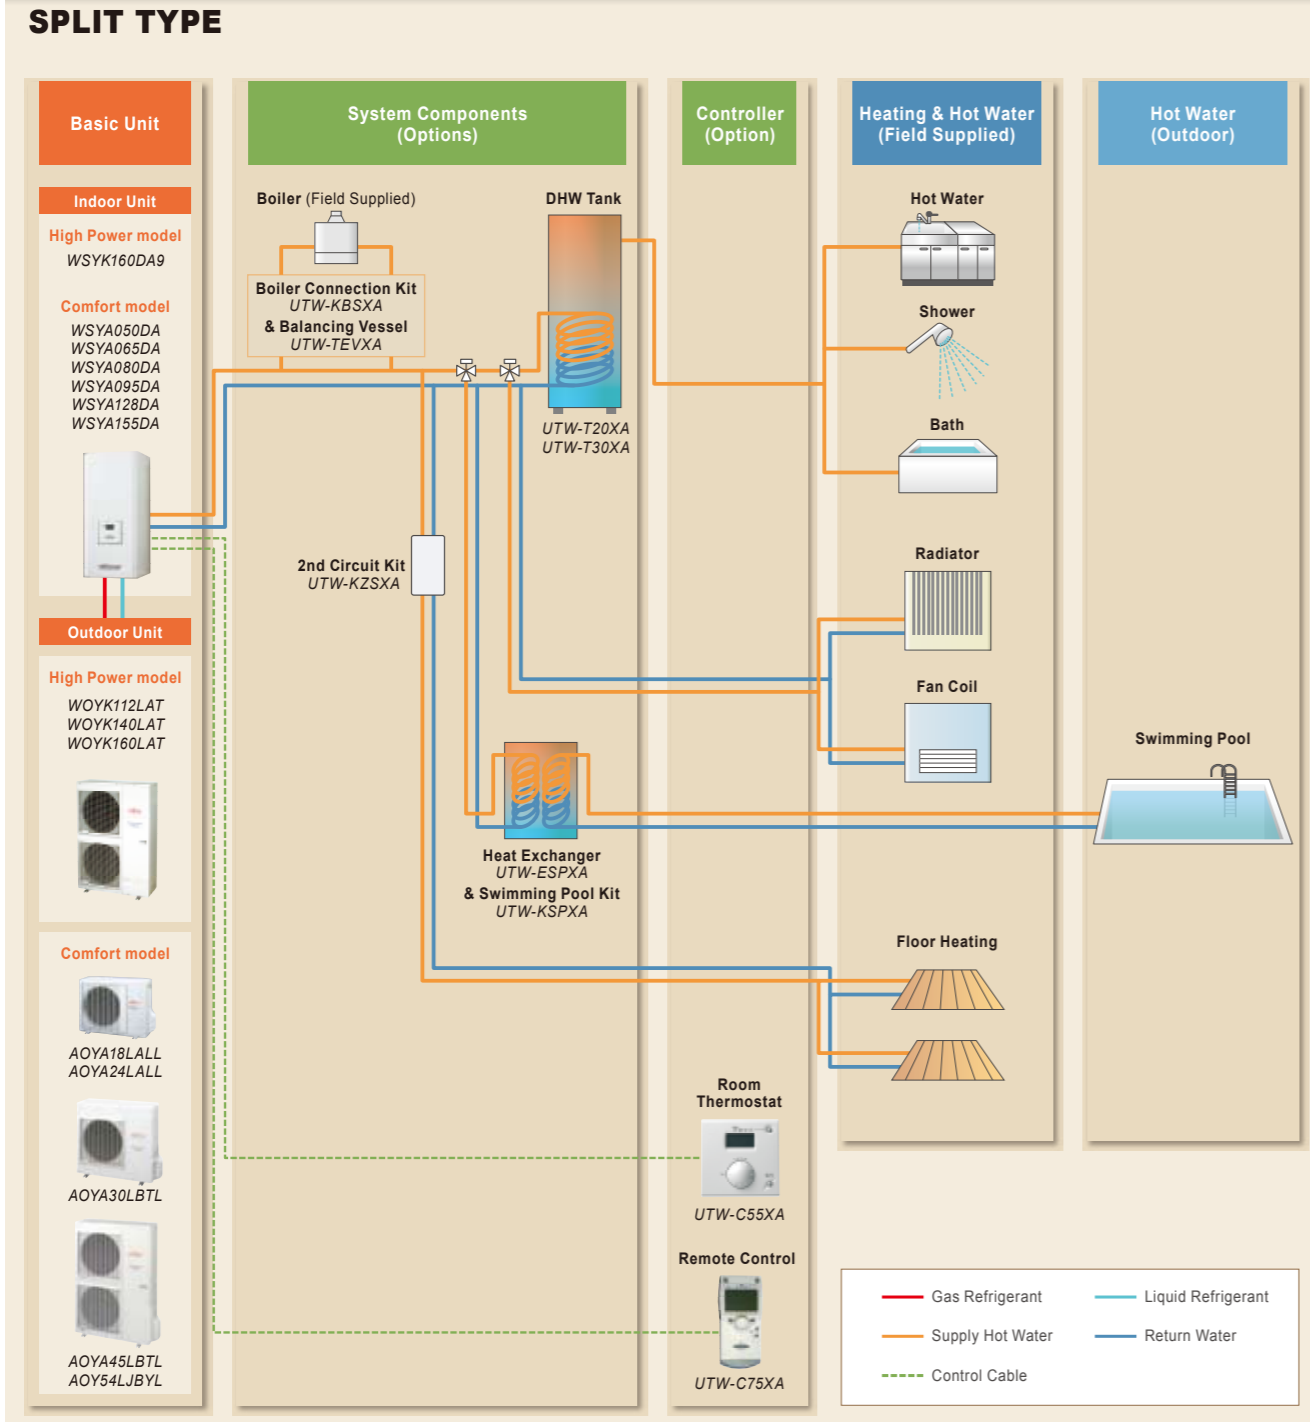 SPLIT TYPE
Basic Unit
System Components
(Options)
Controller
(Option)
Heating & Hot Water
(Field Supplied)
Hot Water
(Outdoor)
Indoor Unit
High Power model
WSYK160DA9
Comfort model
WSYA050DA
WSYA065DA
WSYA080DA
WSYA095DA
WSYA128DA
WSYA155DA
Outdoor Unit
High Power model
WOYK112LAT
WOYK140LAT
WOYK160LAT
Comfort model
AOYA18LALL
AOYA24LALL
AOYA30LBTL
AOYA45LBTL
AOY54LJBYL
Boiler (Field Supplied)
Boiler Connection Kit
UTW-KBSXA
& Balancing Vessel
UTW-TEVXA
DHW Tank
UTW-T20XA
UTW-T30XA
2nd Circuit Kit
UTW-KZSXA
Heat Exchanger
UTW-ESPXA
& Swimming Pool Kit
UTW-KSPXA
Room
Thermostat
UTW-C55XA
Remote Control
UTW-C75XA
Hot Water
Shower
Bath
Radiator
Fan Coil
Floor Heating
Swimming Pool
Gas Refrigerant
Liquid Refrigerant
Supply Hot Water
Return Water
Control Cable